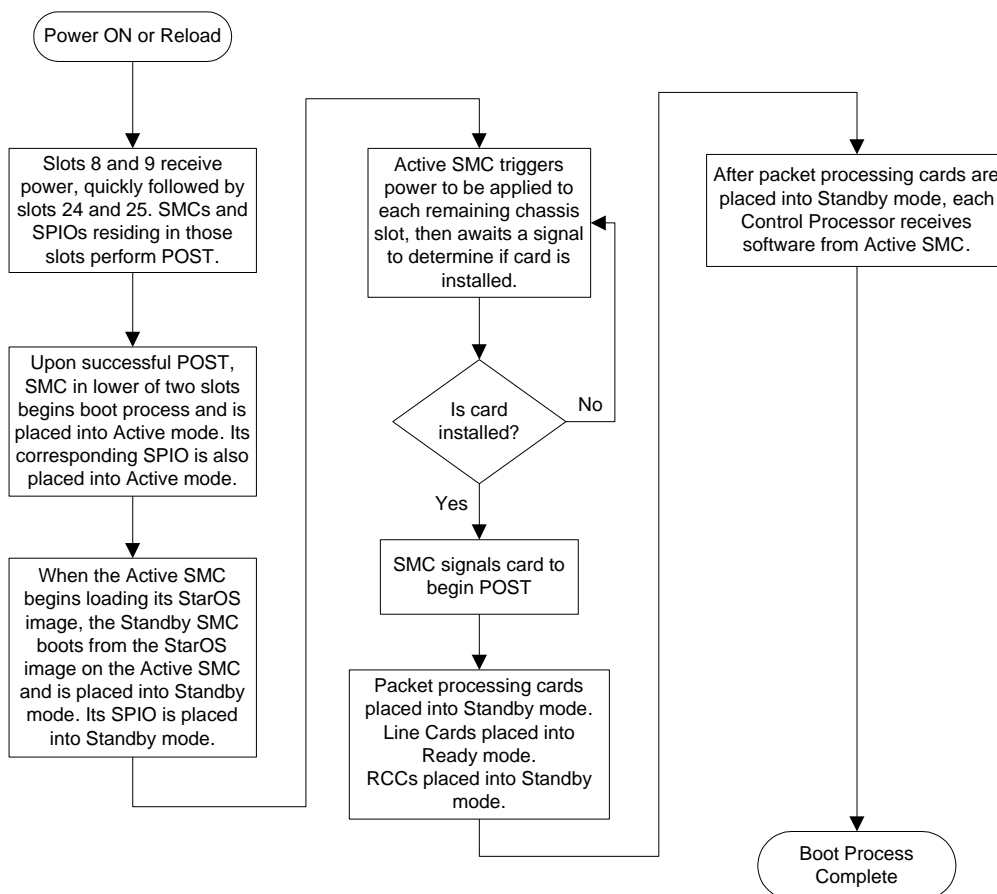 Power ON or Reload
Slots 8 and 9 receive
power, quickly followed by
slots 24 and 25. SMCs and
SPIOs residing in those
slots perform POST.
Upon successful POST,
SMC in lower of two slots
begins boot process and is
placed into Active mode. Its
corresponding SPIO is also
placed into Active mode.
When the Active SMC
begins loading its StarOS
image, the Standby SMC
boots from the StarOS
image on the Active SMC
and is placed into Standby
mode. Its SPIO is placed
into Standby mode.
Active SMC triggers
power to be applied to
each remaining chassis
slot, then awaits a signal
to determine if card is
installed.
Is card
installed?
No
Yes
SMC signals card to
begin POST
Packet processing cards
placed into Standby mode.
Line Cards placed into
Ready mode.
RCCs placed into Standby
mode.
After packet processing cards are
placed into Standby mode, each
Control Processor receives
software from Active SMC.
Boot Process
Complete